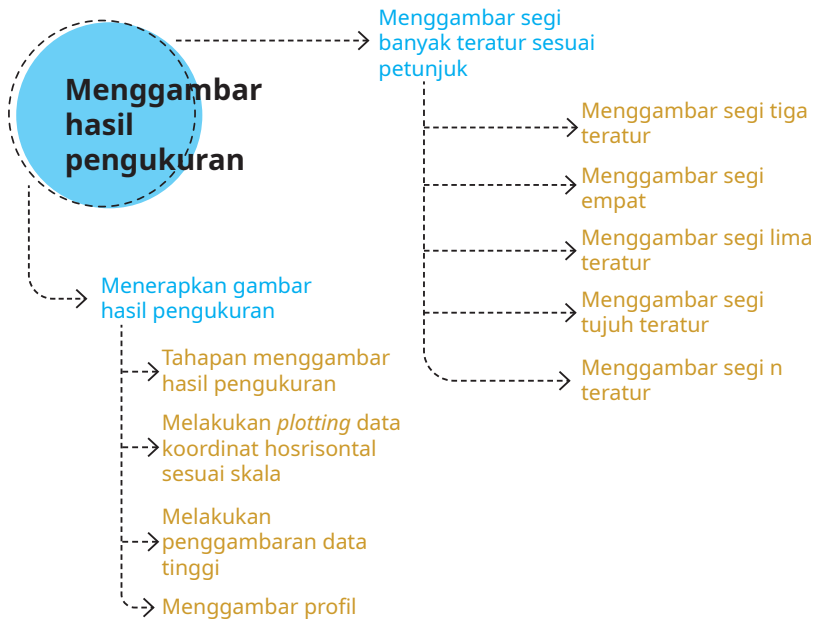 Menggambar
hasil
pengukuran
Menggambar segi
banyak teratur sesuai
petunjuk
Menggambar segi tiga
teratur
Menggambar segi
empat
Menggambar segi lima
teratur
Menggambar segi
tujuh teratur
Menggambar segi n
teratur
Menerapkan gambar
hasil pengukuran
Tahapan menggambar
hasil pengukuran
Melakukan plotting data
koordinat hosrisontal
sesuai skala
Melakukan
penggambaran data
tinggi
Menggambar profil